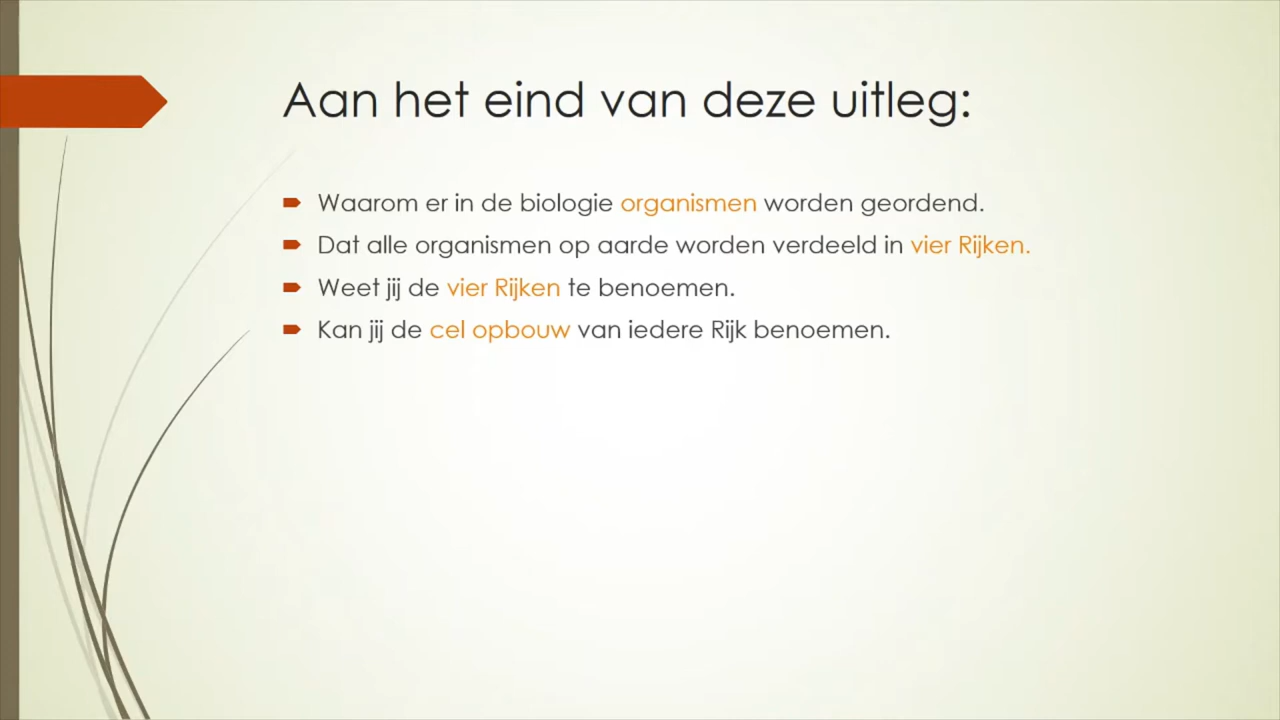 Aan het eind van deze uitleg:
Waarom er in de biologie organismen worden geordend.
Dat alle organismen op aarde worden verdeeld in vier Rijken.
Weet jij de vier Rijken te benoemen.
Kan jij de cel opbouw van iedere Rijk benoemen.